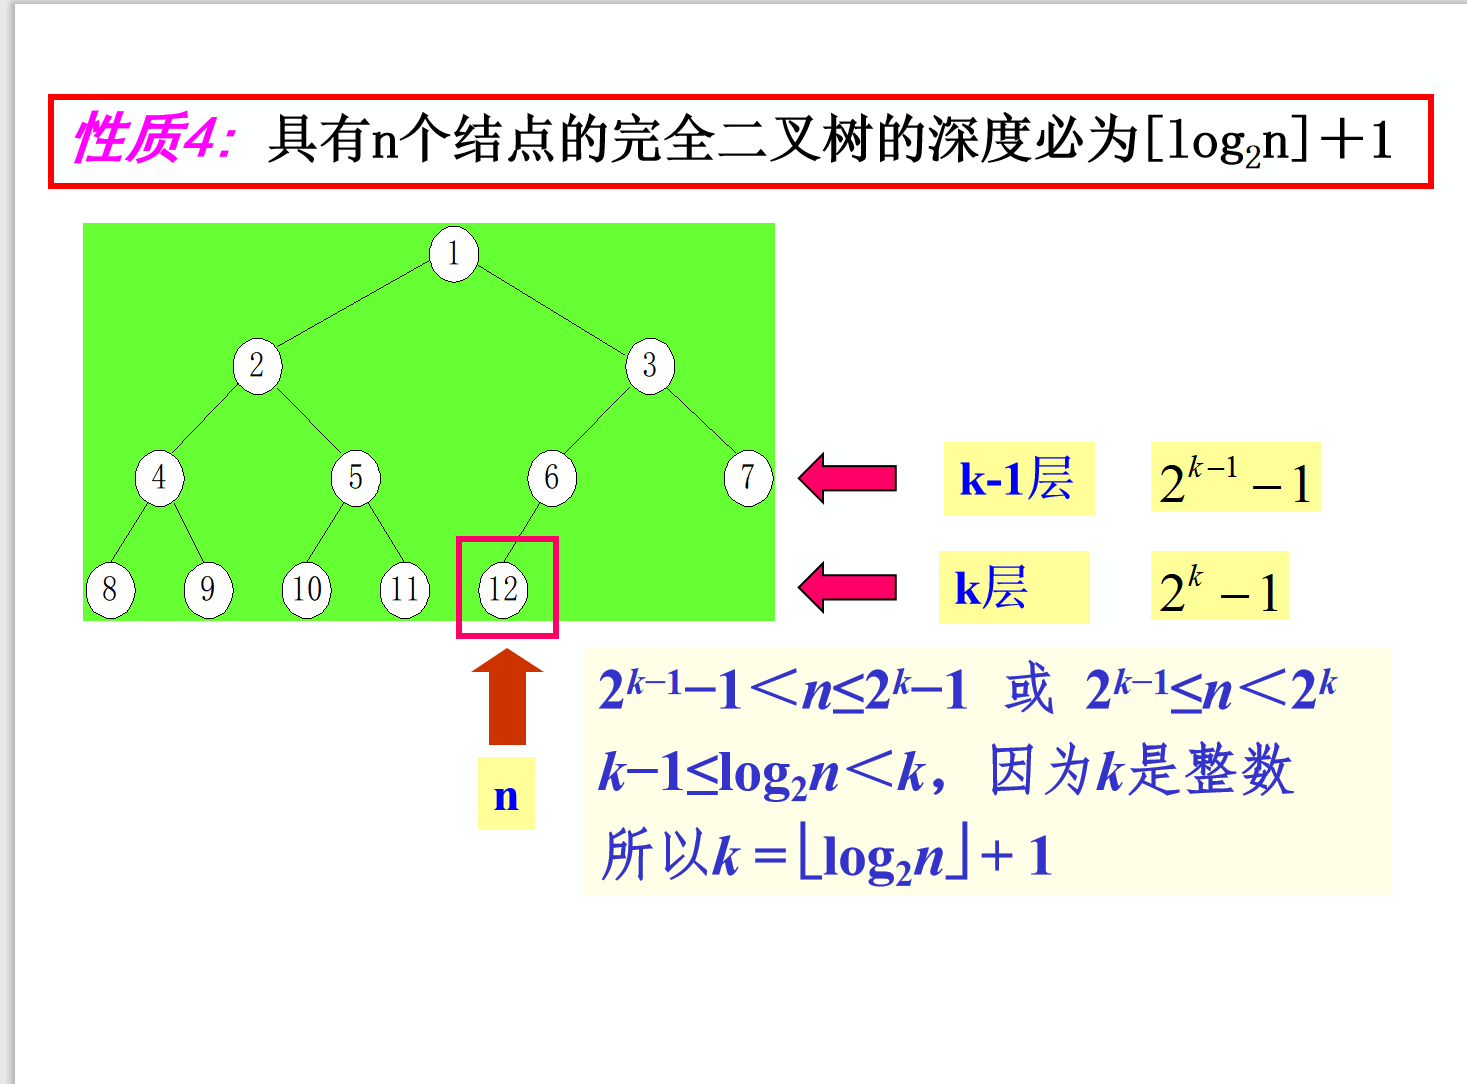 性质4: 具有n个结点的完全二叉树的深度必为[log₂n]＋1
1
2
3
4
5
6
7
k-1层
2^{k-1} − 1
8
9
10
11
12
k层
2^k − 1
n
2^{k−1}−1＜n≤2^k−1 或 2^{k−1}≤n＜2^k
k−1≤log₂n＜k，因为k是整数
所以k =⌊log₂n⌋+ 1